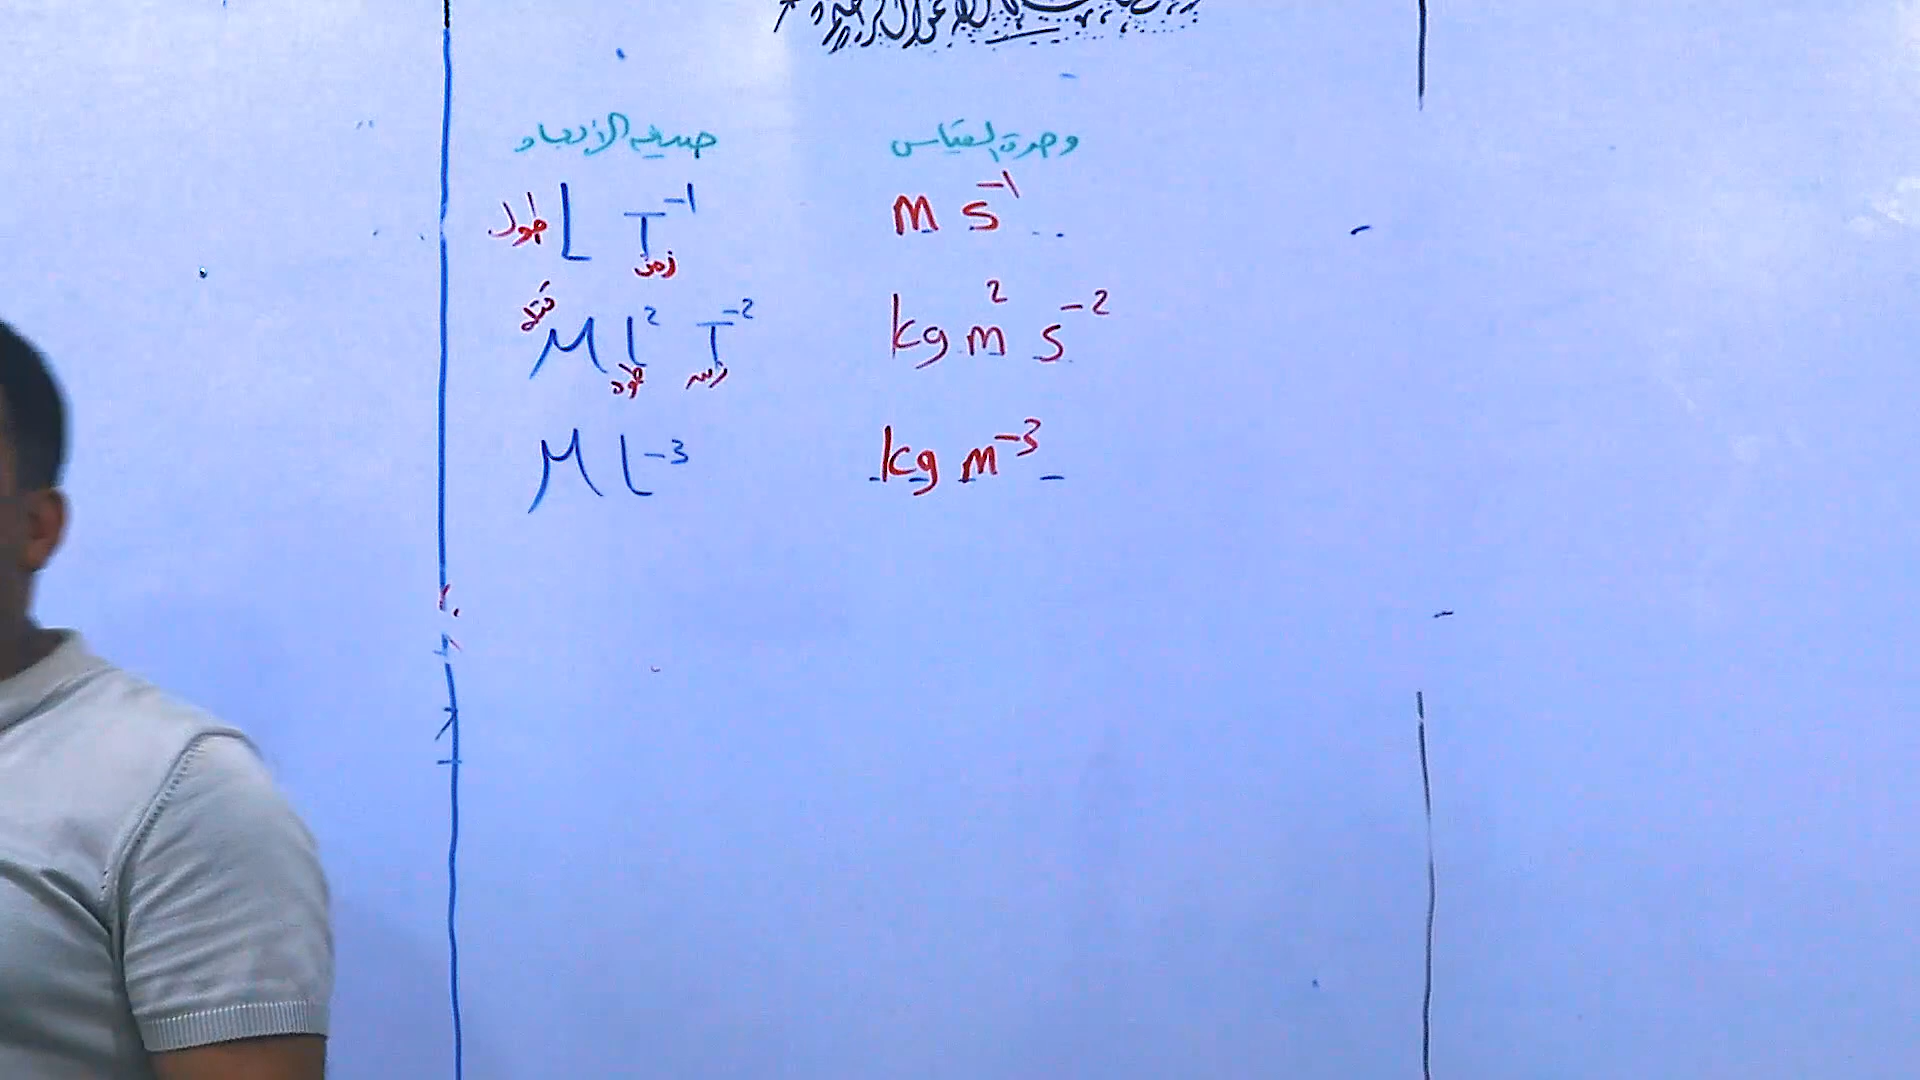 صيغة الأبعاد وحدة القياس
طول L T⁻¹ زمن m s⁻¹
كتلة M L² طول T⁻² زمن kg m² s⁻²
M L⁻³ kg m⁻³